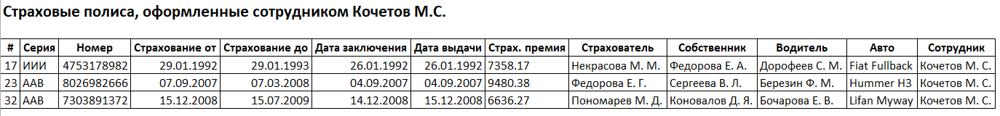 Страховые полиса, оформленные сотрудником Кочетов М.С.
# Серия Номер Страхование от Страхование до Дата заключения Дата выдачи Страх. премия Страхователь Собственник Водитель Авто Сотрудник
17 ИИИ 4753178982 29.01.1992 29.01.1993 26.01.1992 26.01.1992 7358.17 Некрасова М. М. Федорова Е. А. Дорофеев С. М. Fiat Fullback Кочетов М. С.
23 ААВ 8026982666 07.09.2007 07.03.2008 04.09.2007 04.09.2007 9480.38 Федорова Е. Г. Сергеева В. Л. Березин Ф. М. Hummer H3 Кочетов М. С.
32 ААВ 7303891372 15.12.2008 15.07.2009 14.12.2008 15.12.2008 6636.27 Пономарев М. Д. Коновалов Д. Я. Бочарова Е. В. Lifan Myway Кочетов М. С.